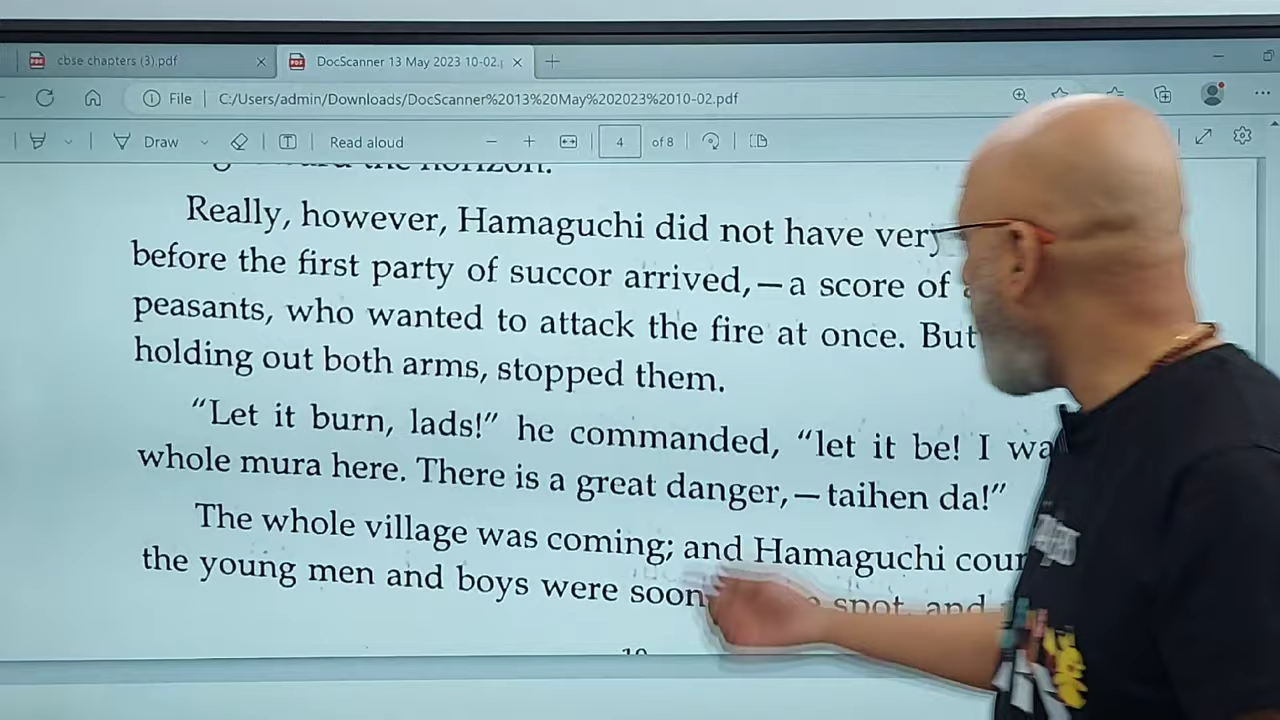 cbse chapters (3).pdf
DocScanner 13 May 2023 10-02.
File
C:/Users/admin/Downloads/DocScanner%2013%20May%202023%2010-02.pdf
Draw
Read aloud
4
of 8
the horizon.
Really, however, Hamaguchi did not have very
before the first party of succor arrived,—a score of
peasants, who wanted to attack the fire at once. But
holding out both arms, stopped them.
“Let it burn, lads!” he commanded, “let it be! I
whole mura here. There is a great danger,—taihen da!”
The whole village was coming; and Hamaguchi
the young men and boys were soon spot, and